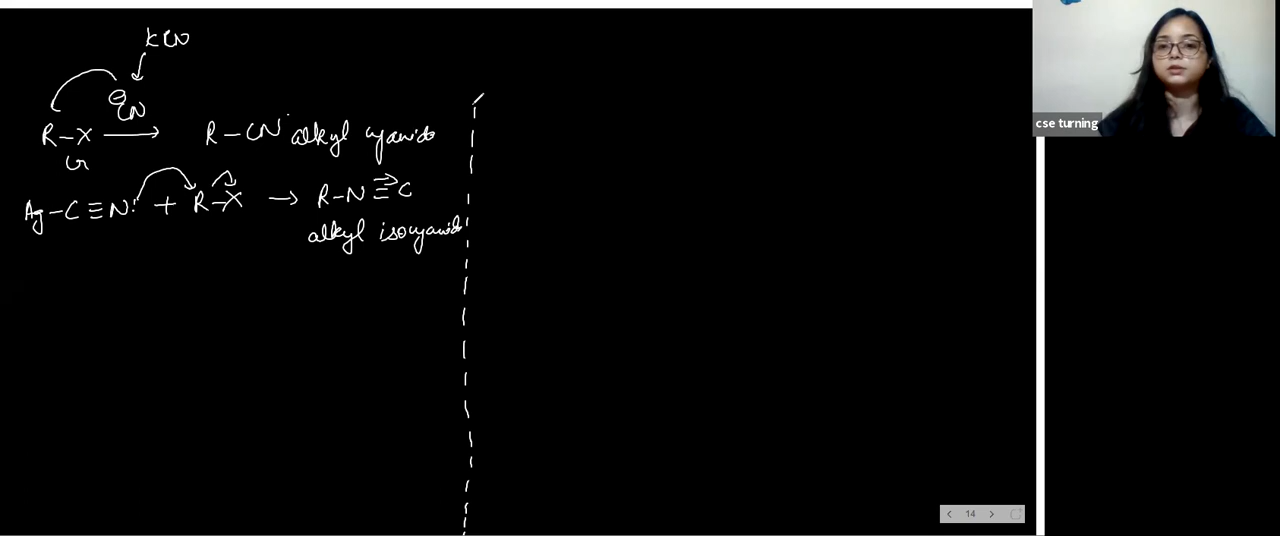 KCN
⊖CN
R-X → R-CN alkyl cyanide
Ag-C≡N: + R-X → R-N≡C
alkyl isocyanide
cse turning
14